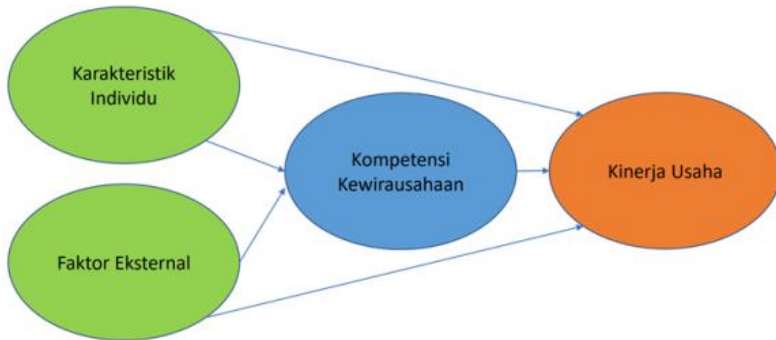 Karakteristik
Individu
Kompetensi
Kewirausahaan
Kinerja Usaha
Faktor Eksternal